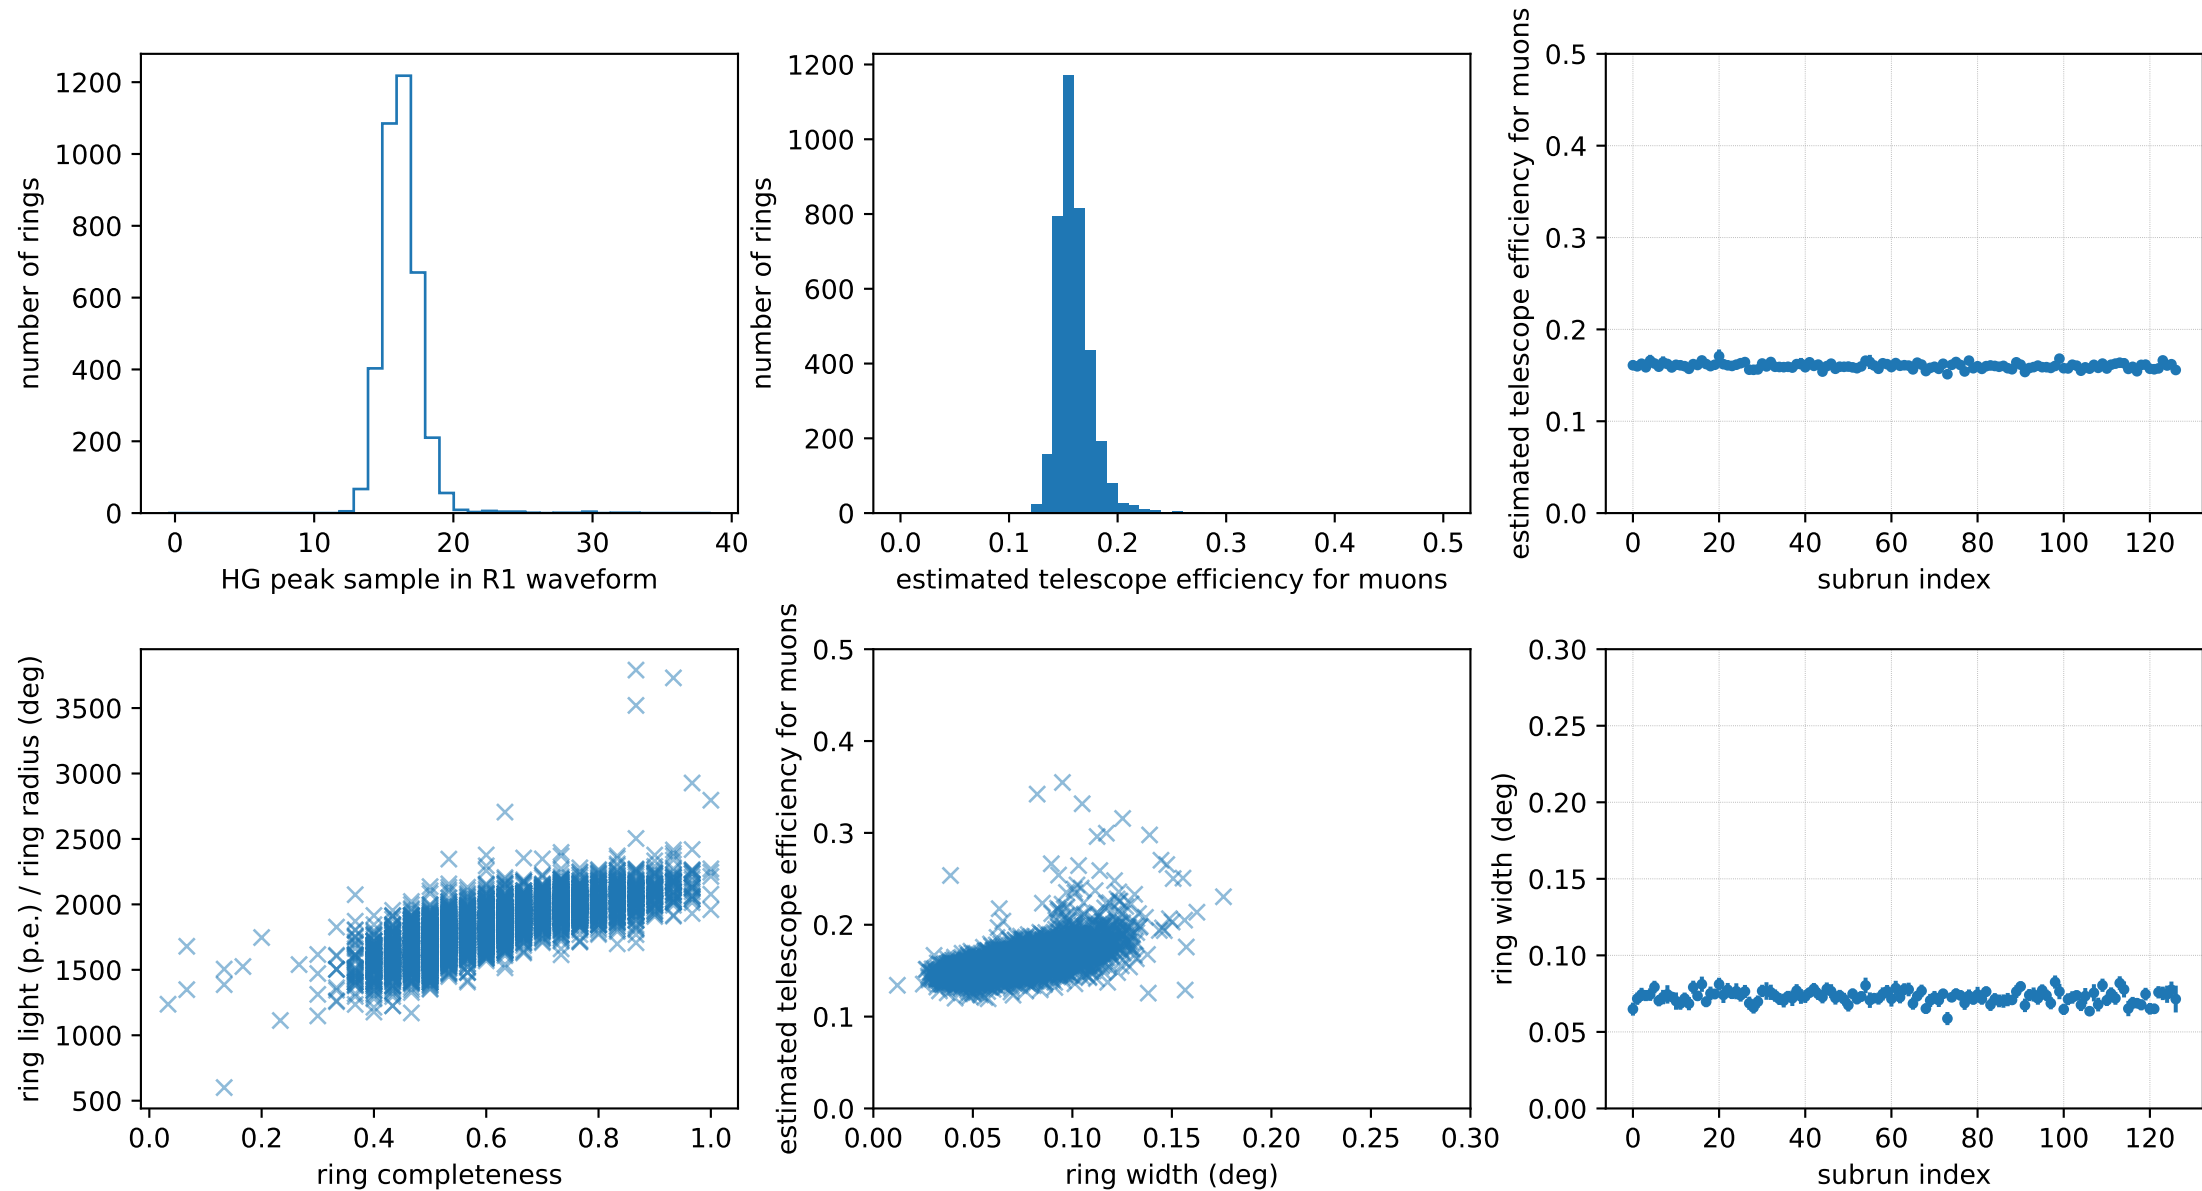 1200
1000
800
600
400
200
0
number of rings
0 10 20 30 40
HG peak sample in R1 waveform
1200
1000
800
600
400
200
0
number of rings
0.0 0.1 0.2 0.3 0.4 0.5
estimated telescope efficiency for muons
0.5
0.4
0.3
0.2
0.1
0.0
estimated telescope efficiency for muons
0 20 40 60 80 100 120
subrun index
3500
3000
2500
2000
1500
1000
500
ring light (p.e.) / ring radius (deg)
0.0 0.2 0.4 0.6 0.8 1.0
ring completeness
0.5
0.4
0.3
0.2
0.1
0.0
estimated telescope efficiency for muons
0.00 0.05 0.10 0.15 0.20 0.25 0.30
ring width (deg)
0.30
0.25
0.20
0.15
0.10
0.05
0.00
ring width (deg)
0 20 40 60 80 100 120
subrun index